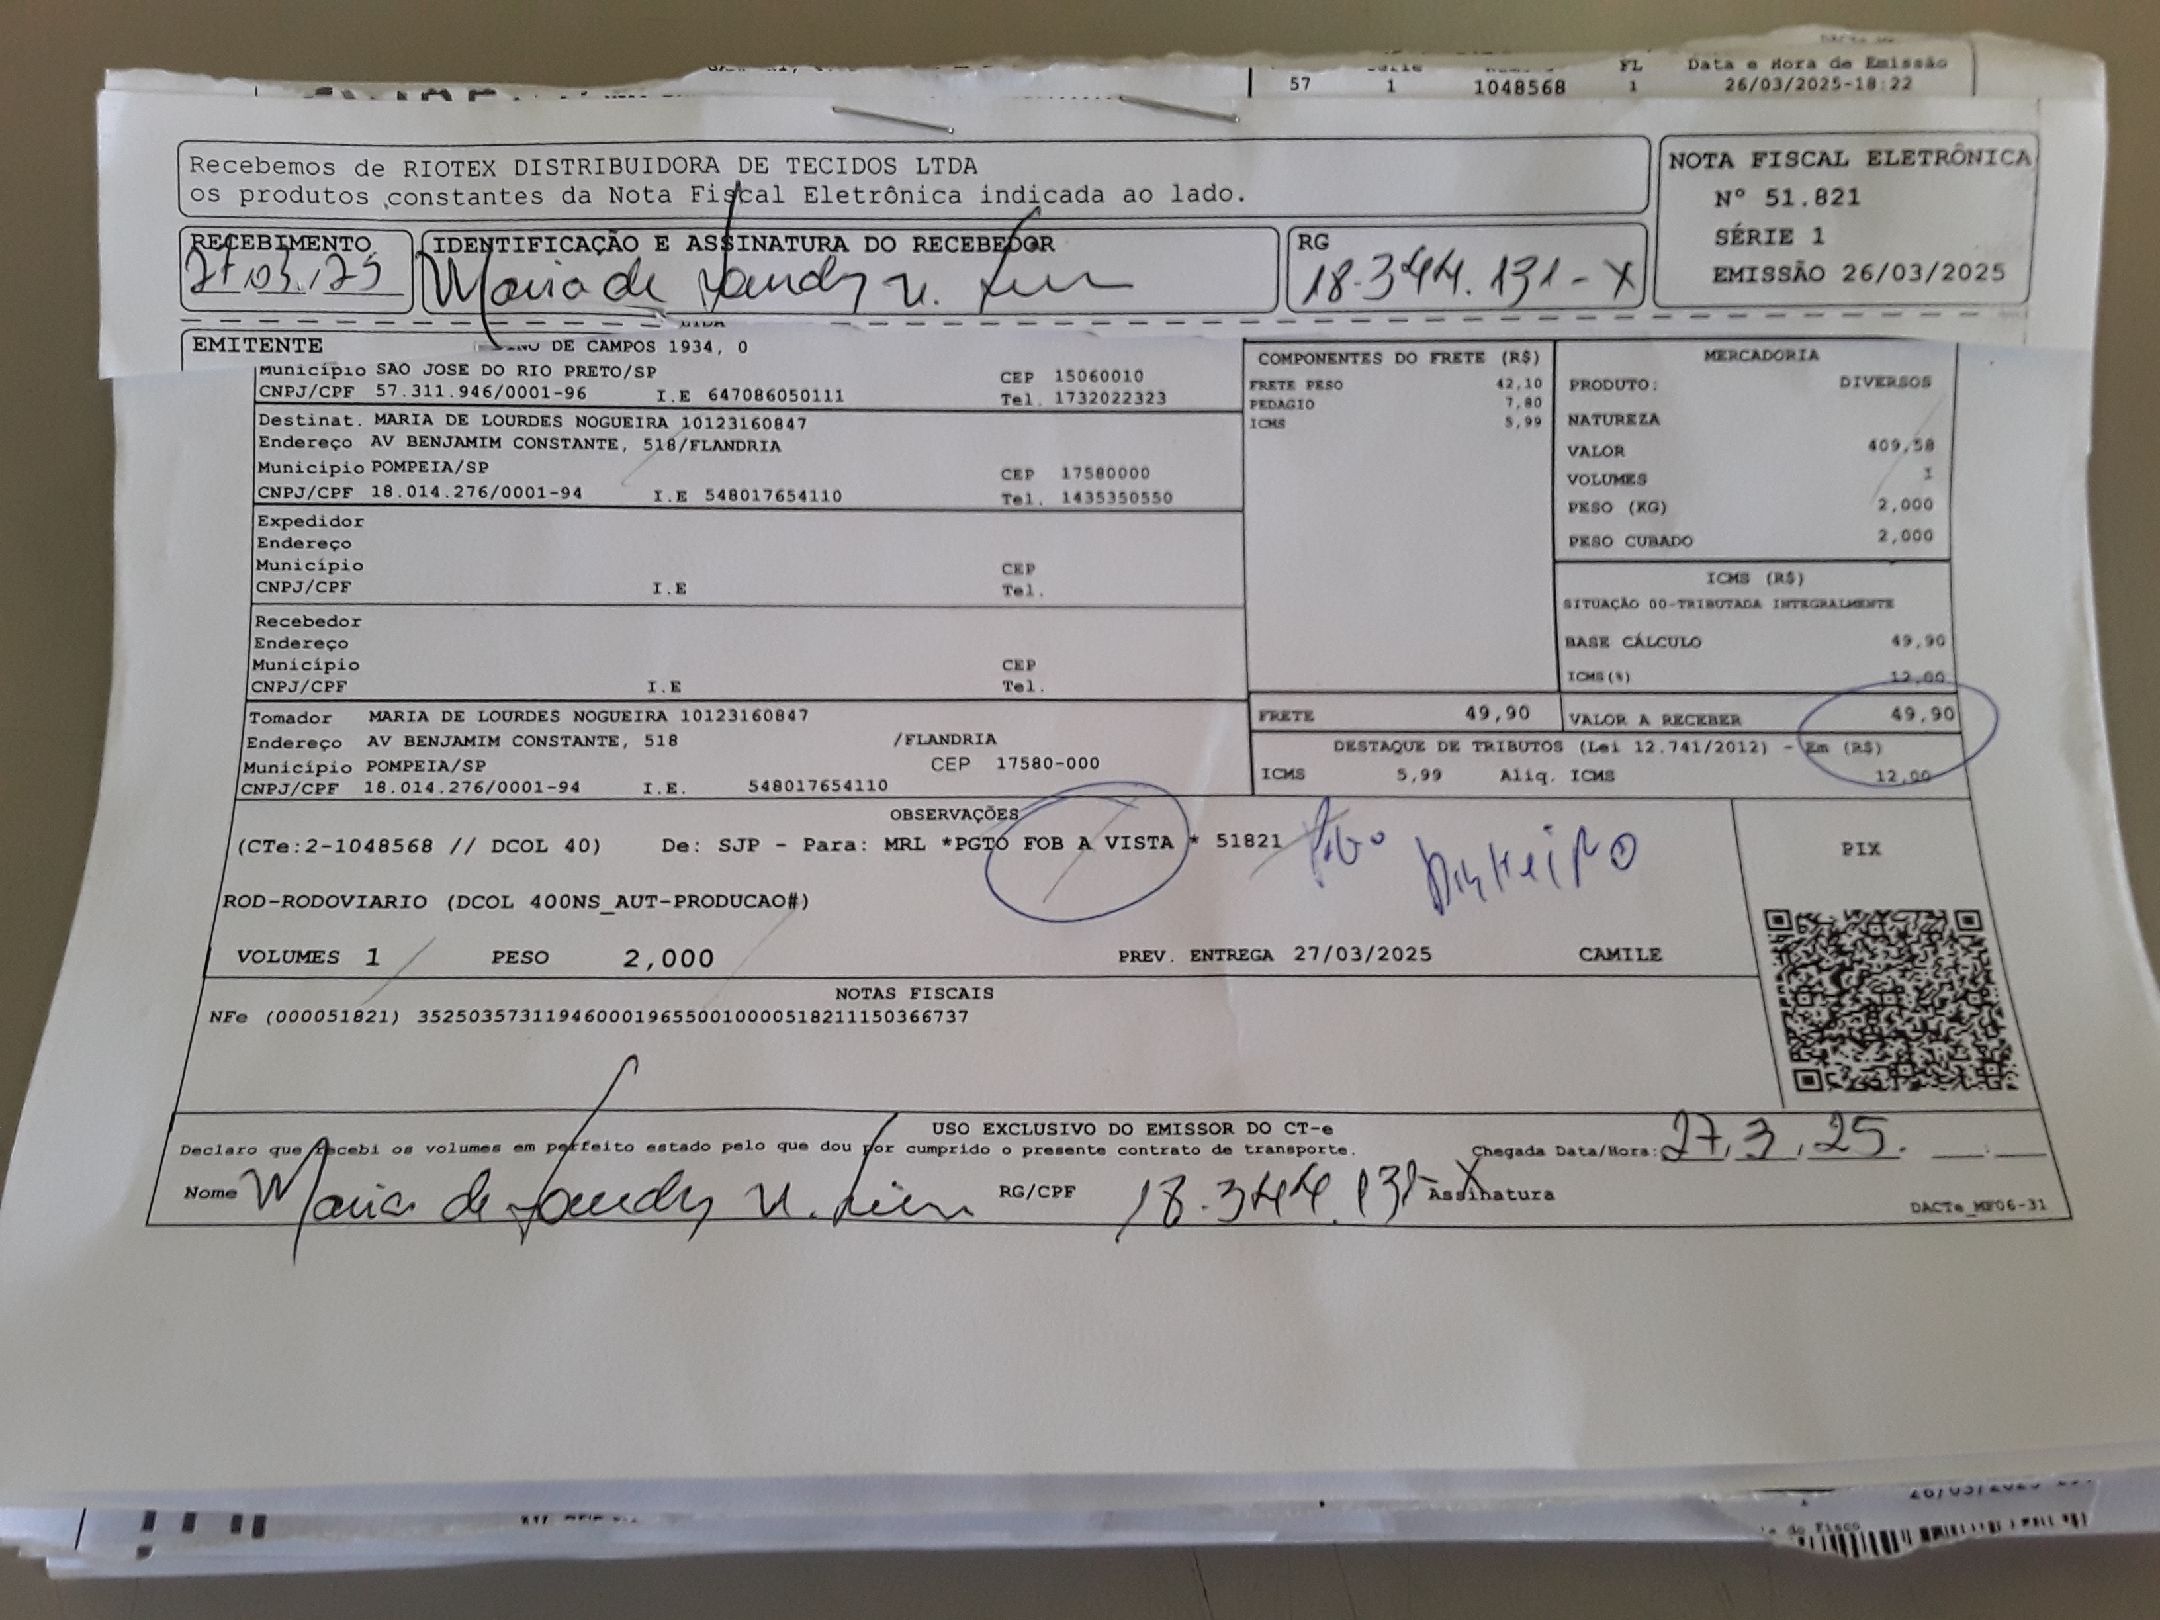 57 1 1048568 1 FL Data e Hora de Emissão
26/03/2025-18:22
Recebemos de RIOTEX DISTRIBUIDORA DE TECIDOS LTDA
os produtos constantes da Nota Fiscal Eletrônica indicada ao lado.
NOTA FISCAL ELETRÔNICA
Nº 51.821
SÉRIE 1
EMISSÃO 26/03/2025
RECEBIMENTO
27,03,25
IDENTIFICAÇÃO E ASSINATURA DO RECEBEDOR
Maria de
RG
18.344.131-X
LTDA
EMITENTE
DE CAMPOS 1934, 0
Município SAO JOSE DO RIO PRETO/SP CEP 15060010
CNPJ/CPF 57.311.946/0001-96 I.E 647086050111 Tel. 1732022323
Destinat. MARIA DE LOURDES NOGUEIRA 10123160847
Endereço AV BENJAMIM CONSTANTE, 518/FLANDRIA
Município POMPEIA/SP CEP 17580000
CNPJ/CPF 18.014.276/0001-94 I.E 548017654110 Tel. 1435350550
Expedidor
Endereço
Município CEP
CNPJ/CPF I.E Tel.
Recebedor
Endereço
Município CEP
CNPJ/CPF I.E Tel.
Tomador MARIA DE LOURDES NOGUEIRA 10123160847
Endereço AV BENJAMIM CONSTANTE, 518 /FLANDRIA
Município POMPEIA/SP CEP 17580-000
CNPJ/CPF 18.014.276/0001-94 I.E. 548017654110
COMPONENTES DO FRETE (R$)
FRETE PESO 42,10
PEDAGIO 7,80
ICMS 5,99
MERCADORIA
PRODUTO: DIVERSOS
NATUREZA
VALOR 409,58
VOLUMES 1
PESO (KG) 2,000
PESO CUBADO 2,000
ICMS (R$)
SITUAÇÃO 00-TRIBUTADA INTEGRALMENTE
BASE CÁLCULO 49,90
ICMS(%) 12,00
FRETE 49,90 VALOR A RECEBER 49,90
DESTAQUE DE TRIBUTOS (Lei 12.741/2012) - Em (R$)
ICMS 5,99 Aliq. ICMS 12,00
OBSERVAÇÕES
(CTe:2-1048568 // DCOL 40) De: SJP - Para: MRL *PGTO FOB A VISTA * 51821
Pgo Dinheiro
ROD-RODOVIARIO (DCOL 400NS_AUT-PRODUCAO#)
VOLUMES 1 PESO 2,000 PREV. ENTREGA 27/03/2025 CAMILE
PIX
NOTAS FISCAIS
NFe (000051821) 35250357311946000196550010000518211150366737
USO EXCLUSIVO DO EMISSOR DO CT-e
Declaro que recebi os volumes em perfeito estado pelo que dou por cumprido o presente contrato de transporte.
Chegada Data/Hora: 27,3,25.
Nome Maria de RG/CPF 18.344.131-X Assinatura
DACTe_MF06-31
do Fisco